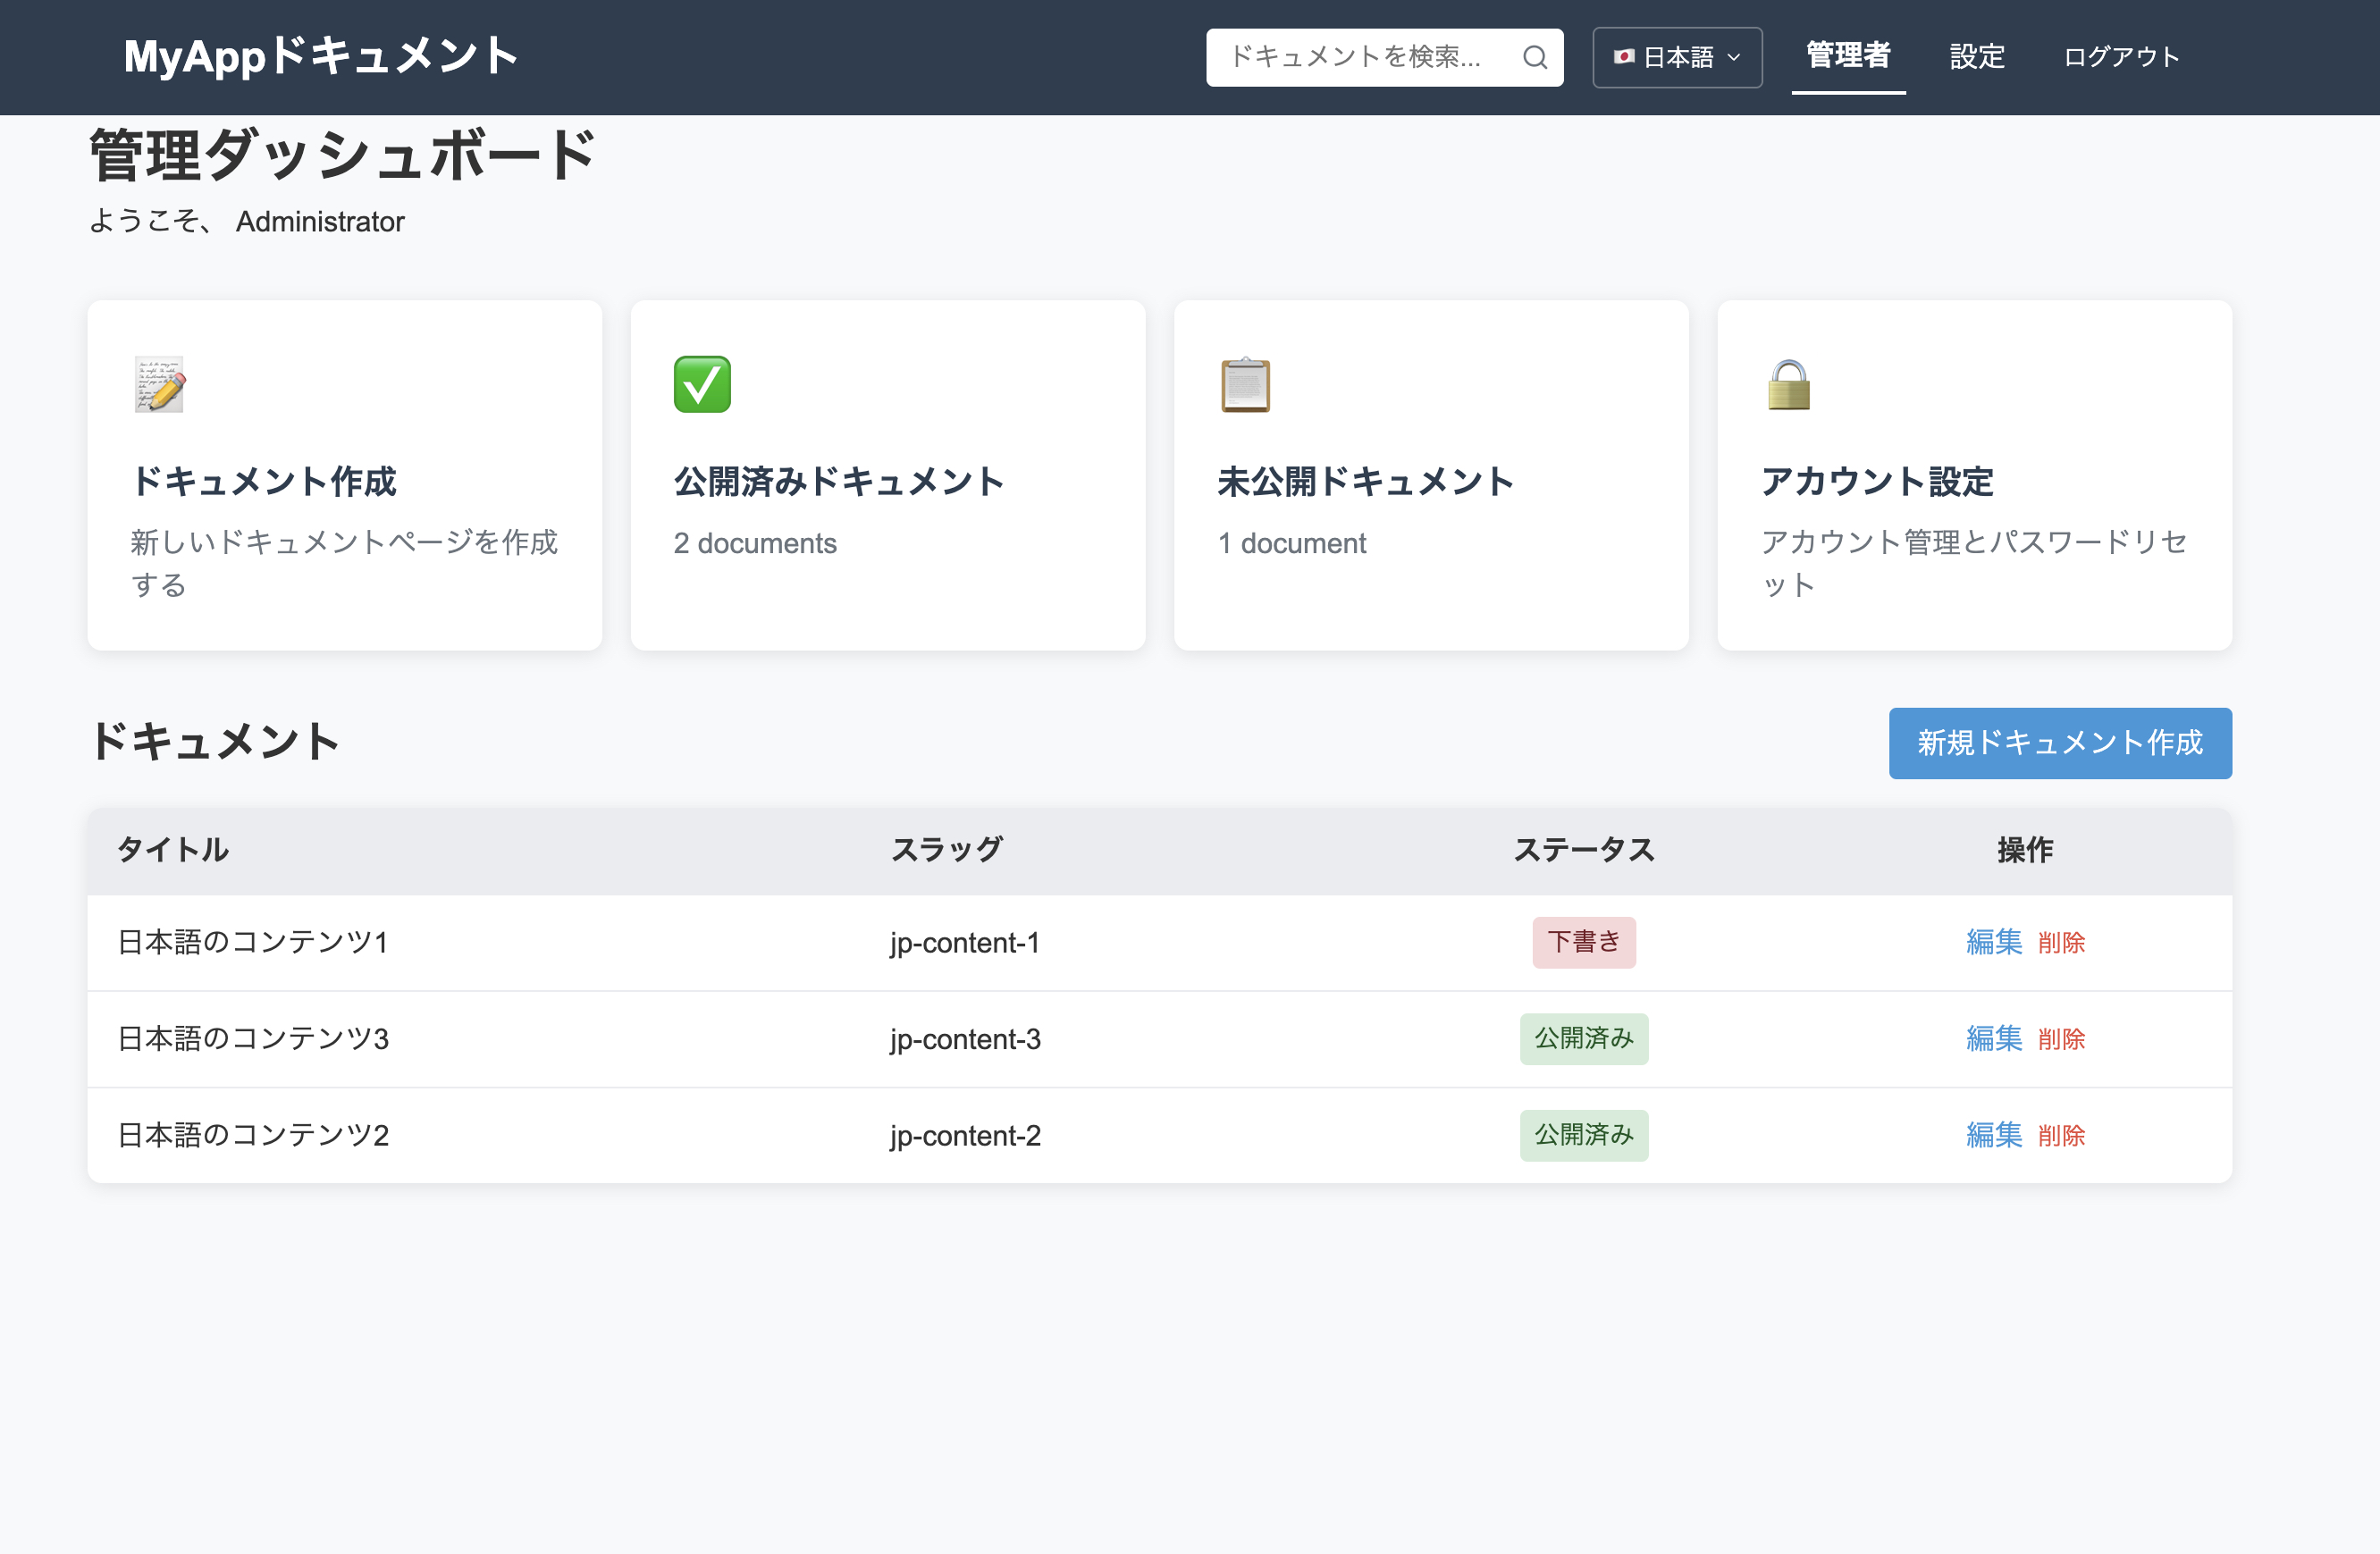 MyAppドキュメント
ドキュメントを検索...
日本語
管理者
設定
ログアウト
管理ダッシュボード
ようこそ、 Administrator
ドキュメント作成
新しいドキュメントページを作成
する
公開済みドキュメント
2 documents
未公開ドキュメント
1 document
アカウント設定
アカウント管理とパスワードリセ
ット
ドキュメント
新規ドキュメント作成
タイトル スラッグ ステータス 操作
日本語のコンテンツ1 jp-content-1 下書き 編集 削除
日本語のコンテンツ3 jp-content-3 公開済み 編集 削除
日本語のコンテンツ2 jp-content-2 公開済み 編集 削除